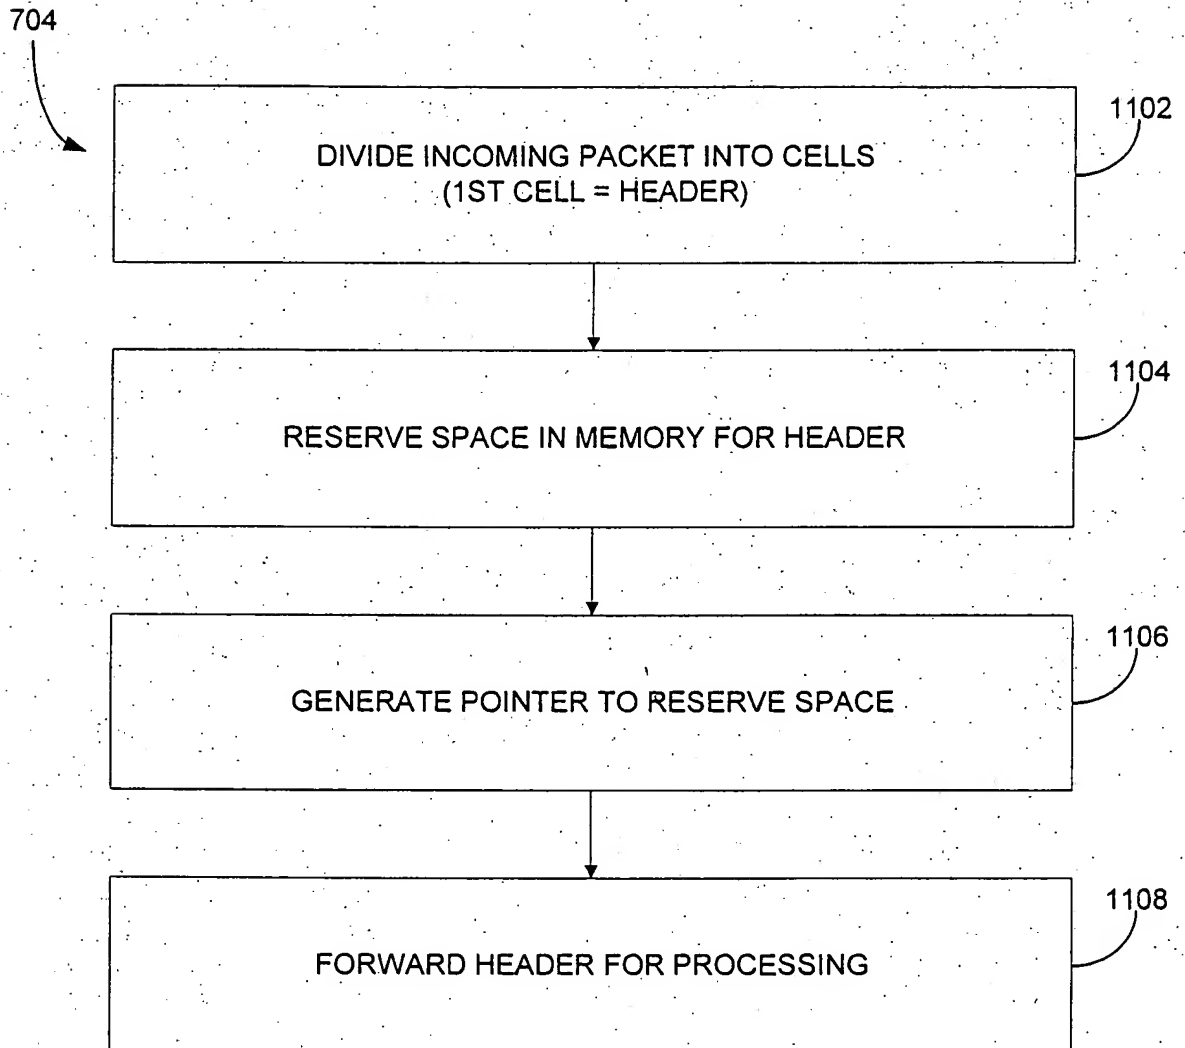 704
1102
DIVIDE INCOMING PACKET INTO CELLS
(1ST CELL = HEADER)
1104
RESERVE SPACE IN MEMORY FOR HEADER
1106
GENERATE POINTER TO RESERVE SPACE
1108
FORWARD HEADER FOR PROCESSING